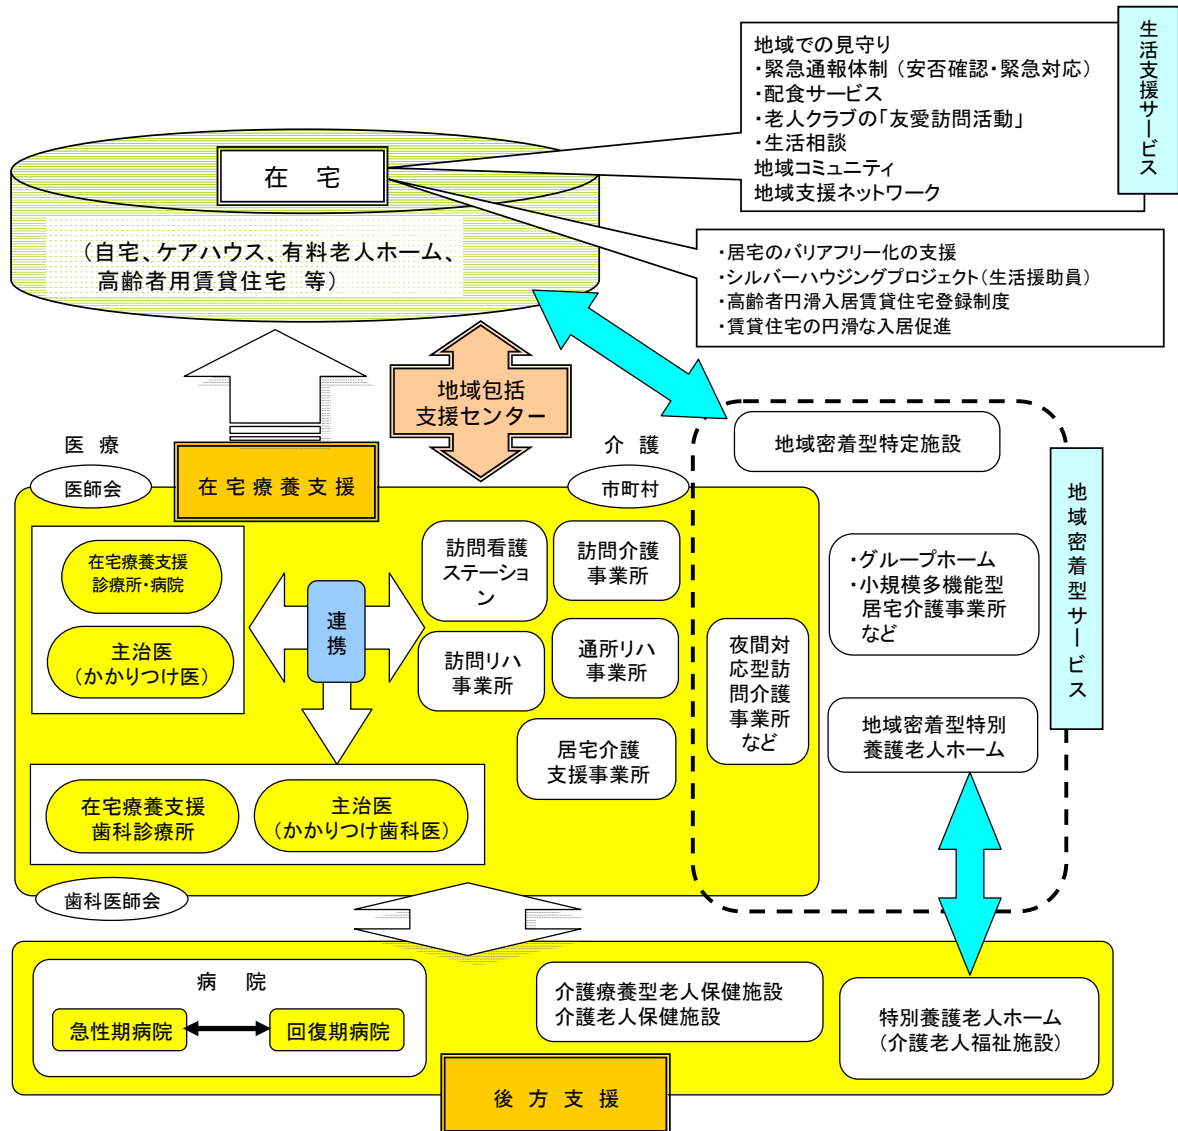 地域での見守り
・緊急通報体制（安否確認・緊急対応）
・配食サービス
・老人クラブの「友愛訪問活動」
・生活相談
地域コミュニティ
地域支援ネットワーク
生活支援サービス
在　宅
（自宅、ケアハウス、有料老人ホーム、
高齢者用賃貸住宅　等）
・居宅のバリアフリー化の支援
・シルバーハウジングプロジェクト（生活援助員）
・高齢者円滑入居賃貸住宅登録制度
・賃貸住宅の円滑な入居促進
地域包括
支援センター
医　療
医師会
在宅療養支援
介　護
市町村
地域密着型特定施設
地域密着型サービス
在宅療養支援
診療所・病院
主治医
（かかりつけ医）
連携
訪問看護
ステーショ
ン
訪問介護
事業所
訪問リハ
事業所
通所リハ
事業所
居宅介護
支援事業所
夜間対
応型訪
問介護
事業所
など
・グループホーム
・小規模多機能型
居宅介護事業所
など
地域密着型特別
養護老人ホーム
在宅療養支援
歯科診療所
主治医
（かかりつけ歯科医）
歯科医師会
病　院
急性期病院
回復期病院
介護療養型老人保健施設
介護老人保健施設
特別養護老人ホーム
（介護老人福祉施設）
後方支援